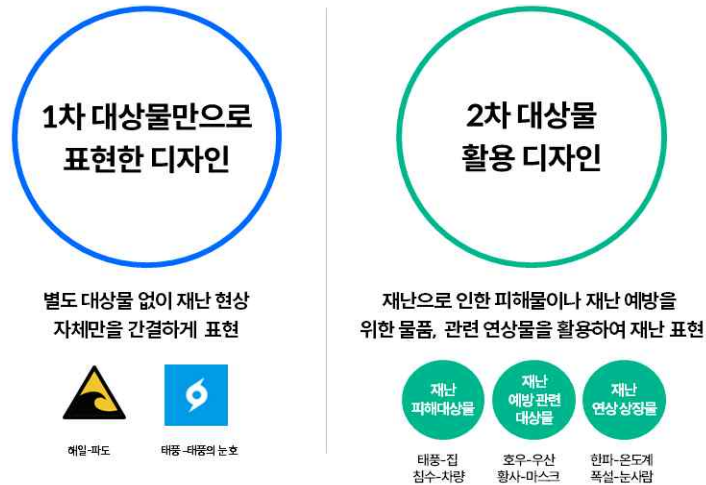 1차 대상물만으로
표현한 디자인
별도 대상물 없이 재난 현상
자체만을 간결하게 표현
해일-파도
태풍-태풍의 눈 호
2차 대상물
활용 디자인
재난으로 인한 피해물이나 재난 예방을
위한 물품, 관련 연상물을 활용하여 재난 표현
재난
피해대상물
재난
예방 관련
대상물
재난
연상 상징물
태풍-집
침수-차량
호우-우산
황사-마스크
한파-온도계
폭설-눈사람